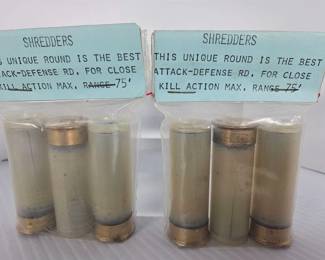 SHREDDERS
THIS UNIQUE ROUND IS THE BEST
ATTACK-DEFENSE RD. FOR CLOSE
KILL ACTION MAX. RANGE 75'
SHREDDERS
THIS UNIQUE ROUND IS THE BEST
ATTACK-DEFENSE RD. FOR CLOSE
KILL ACTION MAX. RANGE 75'